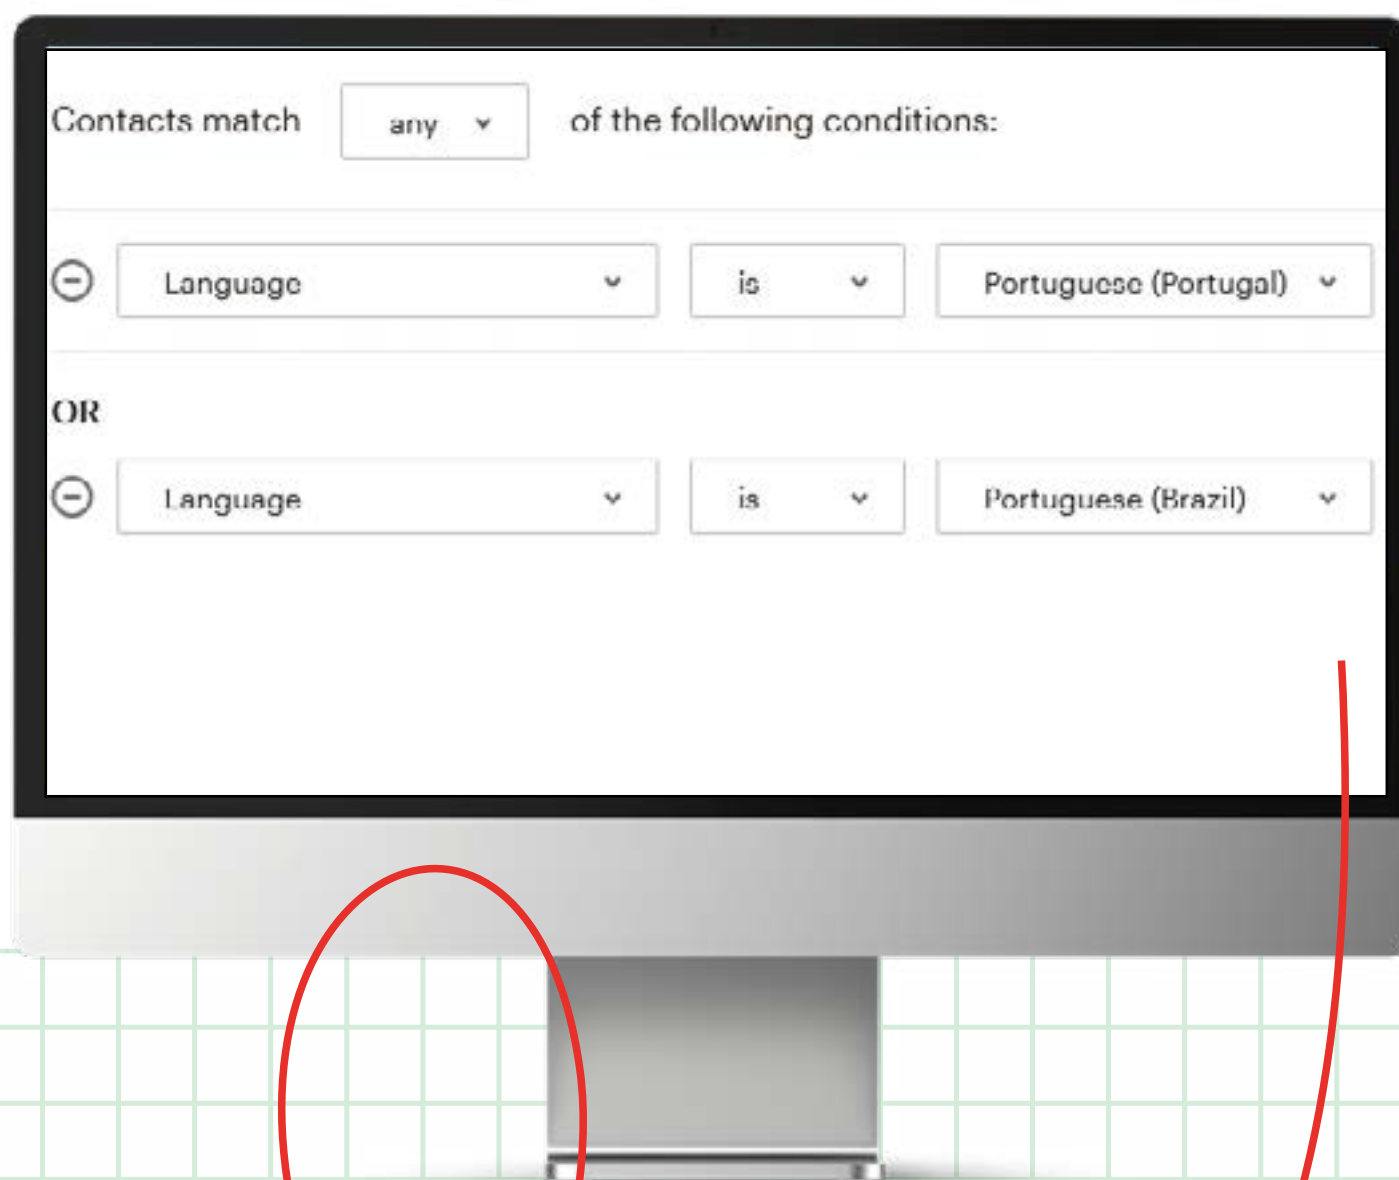 Contacts match any of the following conditions:
Language is Portuguese (Portugal)
OR
Language is Portuguese (Brazil)